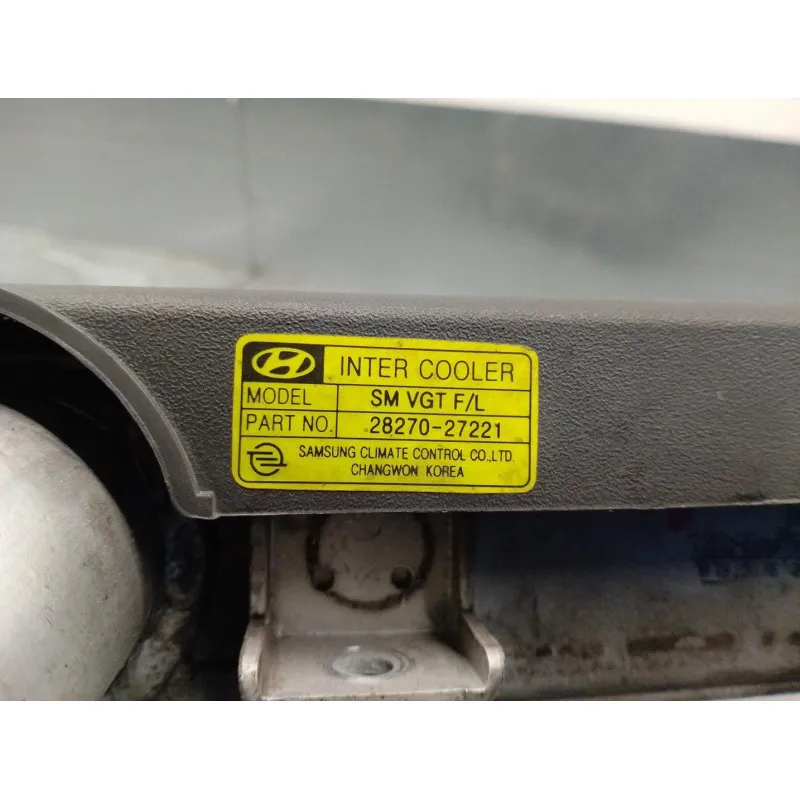 INTER COOLER
MODEL SM VGT F/L
PART NO. 28270-27221
SAMSUNG CLIMATE CONTROL CO.,LTD.
CHANGWON KOREA